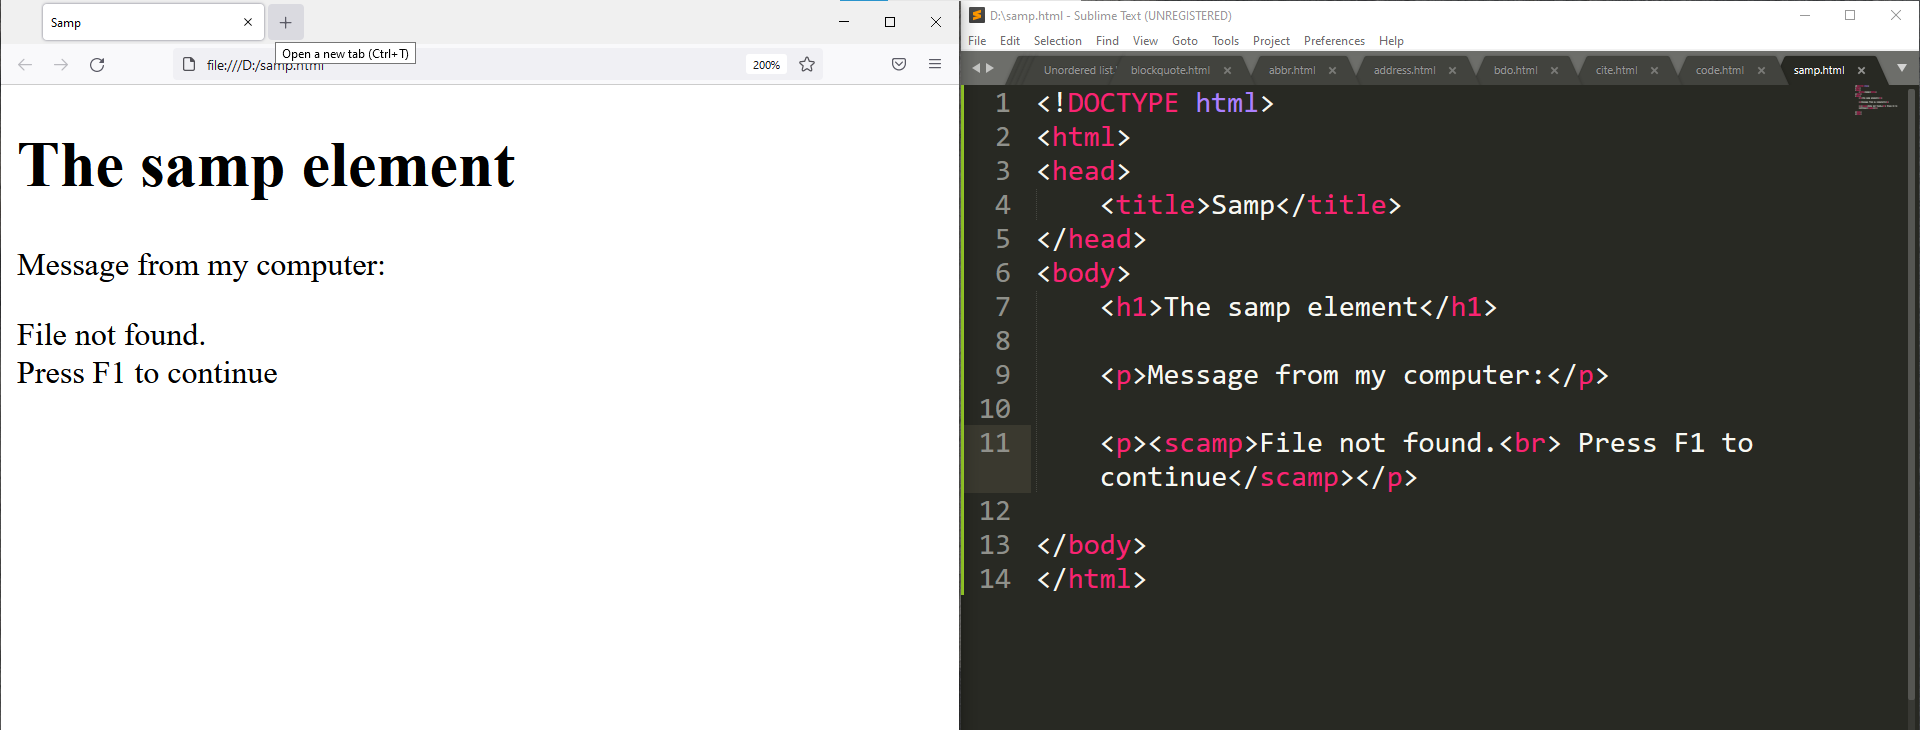 Samp
Open a new tab (Ctrl+T)
file:///D:/samp.html
200%
The samp element
Message from my computer:
File not found.
Press F1 to continue
D:\samp.html - Sublime Text (UNREGISTERED)
File Edit Selection Find View Goto Tools Project Preferences Help
Unordered list. blockquote.html abbr.html address.html bdo.html cite.html code.html samp.html
1 <!DOCTYPE html>
2 <html>
3 <head>
4 <title>Samp</title>
5 </head>
6 <body>
7 <h1>The samp element</h1>
8
9 <p>Message from my computer:</p>
10
11 <p><scamp>File not found.<br> Press F1 to
continue</scamp></p>
12
13 </body>
14 </html>